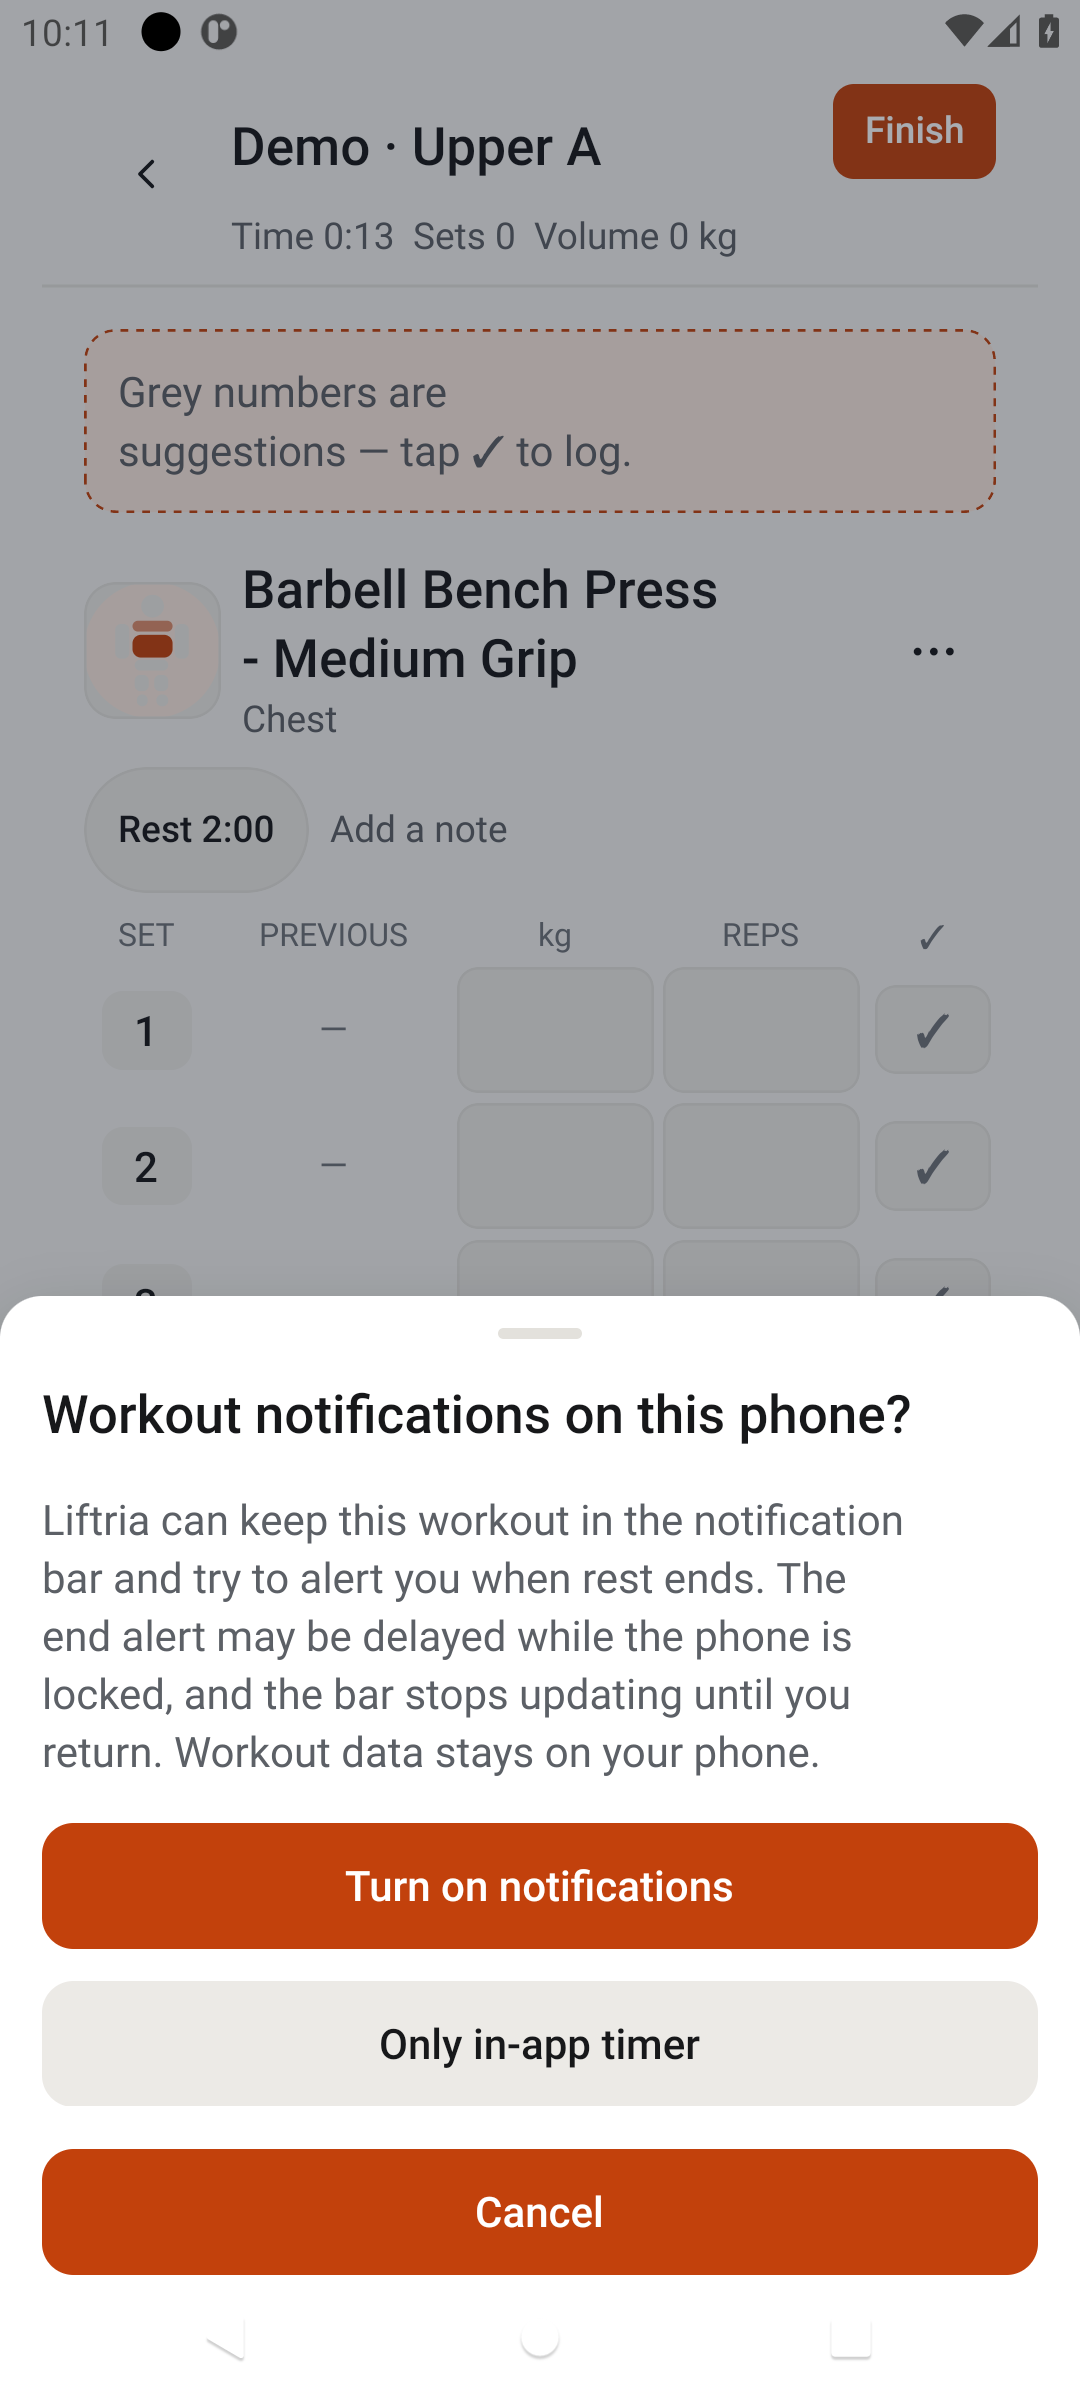 10:11
Demo · Upper A
Finish
Time 0:13 Sets 0 Volume 0 kg
Grey numbers are
suggestions — tap ✓ to log.
Barbell Bench Press
- Medium Grip
Chest
Rest 2:00 Add a note
SET PREVIOUS kg REPS ✓
1 — ✓
2 — ✓
Workout notifications on this phone?
Liftria can keep this workout in the notification
bar and try to alert you when rest ends. The
end alert may be delayed while the phone is
locked, and the bar stops updating until you
return. Workout data stays on your phone.
Turn on notifications
Only in-app timer
Cancel